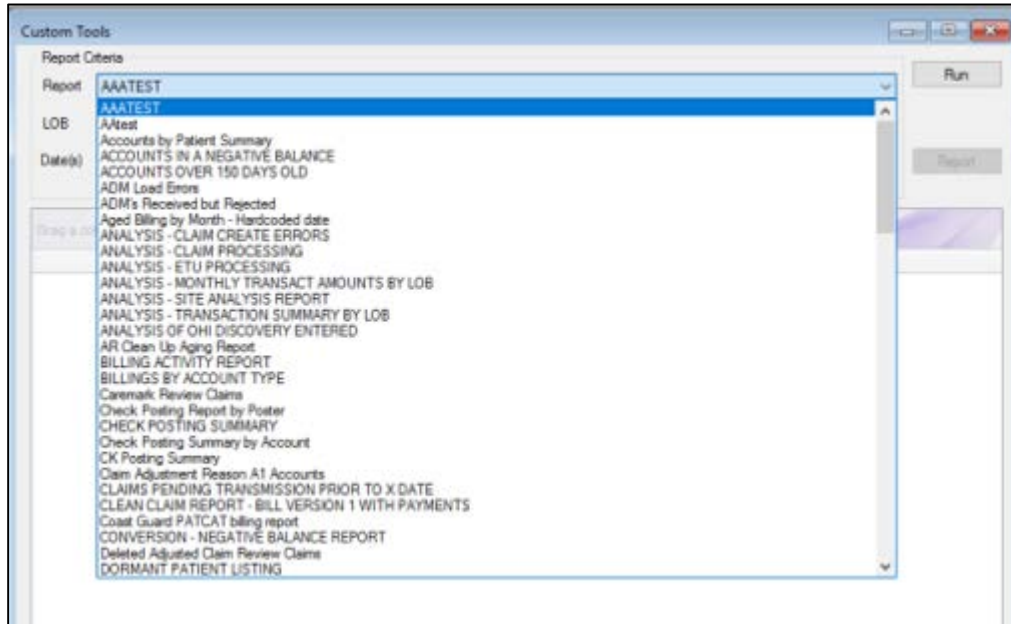 Custom Tools
Report Criteria
Report AAATEST Run
AAATEST
LOB AAtest
Accounts by Patient Summary
Date(s) ACCOUNTS IN A NEGATIVE BALANCE Report
ACCOUNTS OVER 150 DAYS OLD
ADM Load Errors
ADM's Received but Rejected
Aged Billing by Month - Hardcoded date
Drag a
ANALYSIS - CLAIM CREATE ERRORS
ANALYSIS - CLAIM PROCESSING
ANALYSIS - ETU PROCESSING
ANALYSIS - MONTHLY TRANSACT AMOUNTS BY LOB
ANALYSIS - SITE ANALYSIS REPORT
ANALYSIS - TRANSACTION SUMMARY BY LOB
ANALYSIS OF OHI DISCOVERY ENTERED
AR Clean Up Aging Report
BILLING ACTIVITY REPORT
BILLINGS BY ACCOUNT TYPE
Caremark Review Claims
Check Posting Report by Poster
CHECK POSTING SUMMARY
Check Posting Summary by Account
CK Posting Summary
Claim Adjustment Reason A1 Accounts
CLAIMS PENDING TRANSMISSION PRIOR TO X DATE
CLEAN CLAIM REPORT - BILL VERSION 1 WITH PAYMENTS
Coast Guard PATCAT billing report
CONVERSION - NEGATIVE BALANCE REPORT
Deleted Adjusted Claim Review Claims
DORMANT PATIENT LISTING